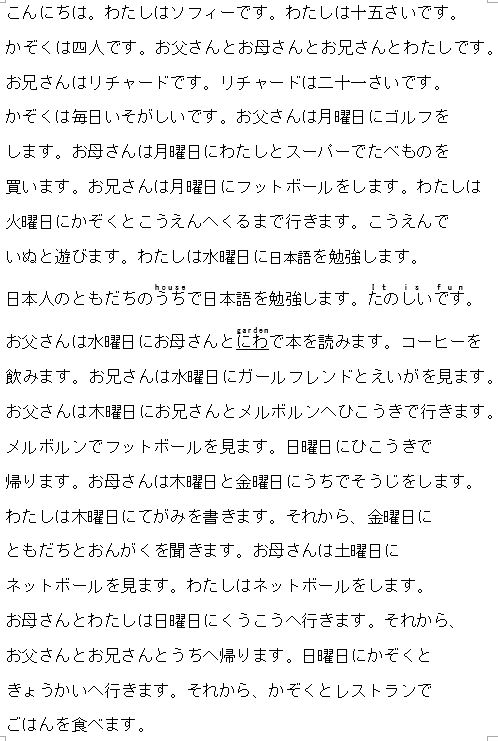 こんにちは。わたしはソフィーです。わたしは十五さいです。
かぞくは四人です。お父さんとお母さんとお兄さんとわたしです。
お兄さんはリチャードです。リチャードは二十一さいです。
かぞくは毎日いそがしいです。お父さんは月曜日にゴルフを
します。お母さんは月曜日にわたしとスーパーでたべものを
買います。お兄さんは月曜日にフットボールをします。わたしは
火曜日にかぞくとこうえんへくるまで行きます。こうえんで
いぬと遊びます。わたしは水曜日に日本語を勉強します。
house It is fun
日本人のともだちのうちで日本語を勉強します。たのしいです。
garden
お父さんは水曜日にお母さんとにわで本を読みます。コーヒーを
飲みます。お兄さんは水曜日にガールフレンドとえいがを見ます。
お父さんは木曜日にお兄さんとメルボルンへひこうきで行きます。
メルボルンでフットボールを見ます。日曜日にひこうきで
帰ります。お母さんは木曜日と金曜日にうちでそうじをします。
わたしは木曜日にてがみを書きます。それから、金曜日に
ともだちとおんがくを聞きます。お母さんは土曜日に
ネットボールを見ます。わたしはネットボールをします。
お母さんとわたしは日曜日にくうこうへ行きます。それから、
お父さんとお兄さんとうちへ帰ります。日曜日にかぞくと
きょうかいへ行きます。それから、かぞくとレストランで
ごはんを食べます。